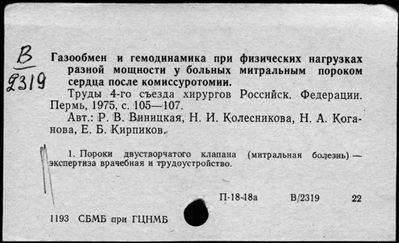 В
2319
Газообмен и гемодинамика при физических нагрузках
разной мощности у больных митральным пороком
сердца после комиссуротомии.
Труды 4-го съезда хирургов Российск. Федерации.
Пермь, 1975, с. 105—107.
Авт.: Р. В. Виницкая, Н. И. Колесникова, Н. А. Кога-
нова, Е. Б. Кирпиков.
1. Пороки двустворчатого клапана (митральная болезнь) —
экспертиза врачебная и трудоустройство.
П-18-18а В/2319 22
1193 СБМБ при ГЦНМБ